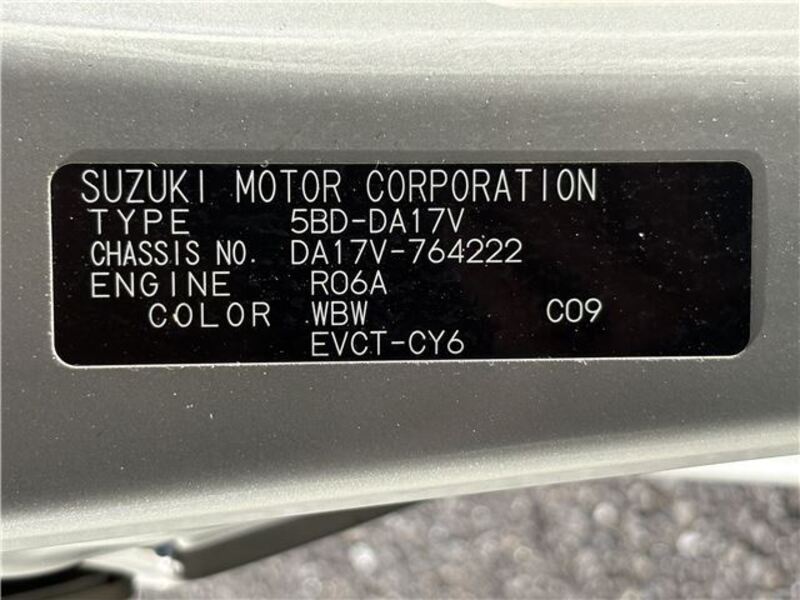 SUZUKI MOTOR CORPORATION
TYPE 5BD-DA17V
CHASSIS NO. DA17V-764222
ENGINE R06A
COLOR WBW C09
EVCT-CY6